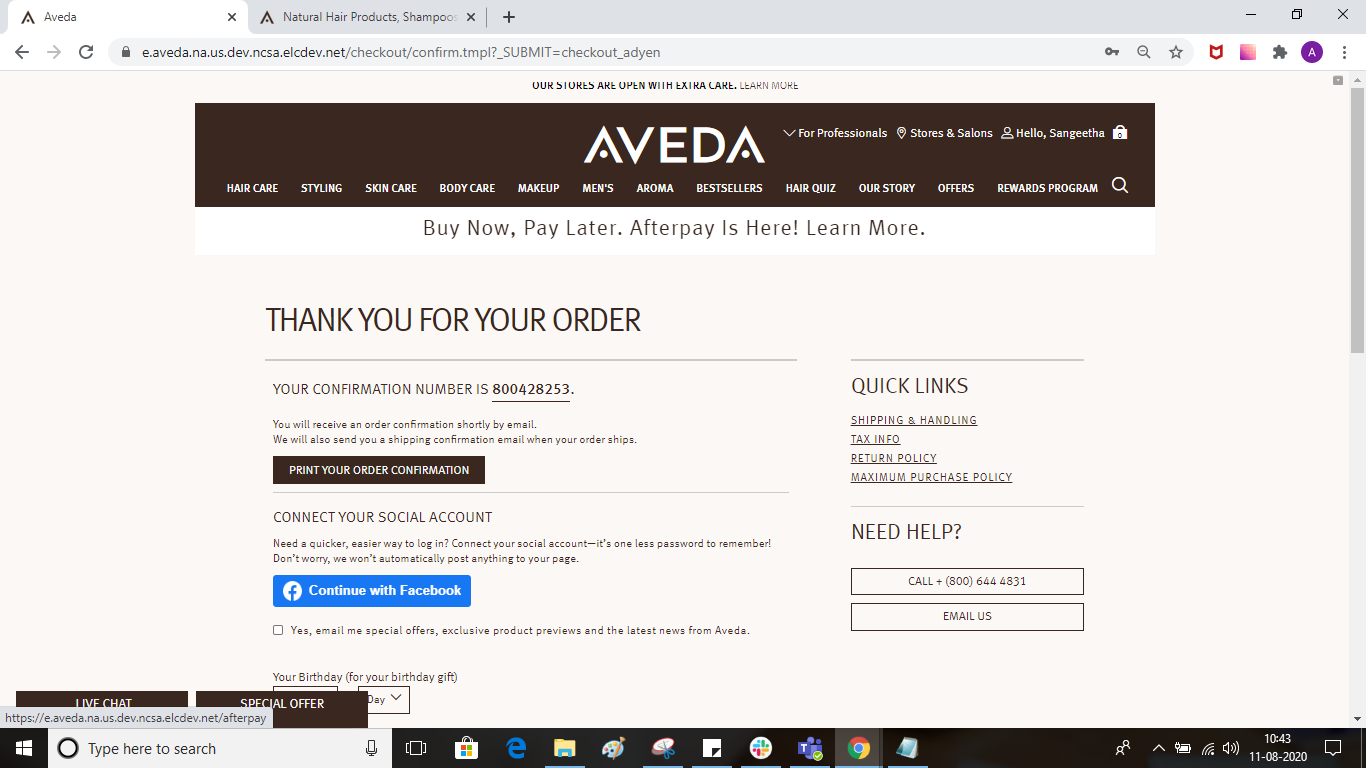 Aveda
Natural Hair Products, Shampoos
e.aveda.na.us.dev.ncsa.elcdev.net/checkout/confirm.tmpl?_SUBMIT=checkout_adyen
A
OUR STORES ARE OPEN WITH EXTRA CARE. LEARN MORE
AVEDA
For Professionals Stores & Salons Hello, Sangeetha 0
HAIR CARE STYLING SKIN CARE BODY CARE MAKEUP MEN'S AROMA BESTSELLERS HAIR QUIZ OUR STORY OFFERS REWARDS PROGRAM
Buy Now, Pay Later. Afterpay Is Here! Learn More.
THANK YOU FOR YOUR ORDER
YOUR CONFIRMATION NUMBER IS 800428253.
You will receive an order confirmation shortly by email.
We will also send you a shipping confirmation email when your order ships.
PRINT YOUR ORDER CONFIRMATION
CONNECT YOUR SOCIAL ACCOUNT
Need a quicker, easier way to log in? Connect your social account—it's one less password to remember!
Don't worry, we won't automatically post anything to your page.
Continue with Facebook
Yes, email me special offers, exclusive product previews and the latest news from Aveda.
Your Birthday (for your birthday gift)
Day
QUICK LINKS
SHIPPING & HANDLING
TAX INFO
RETURN POLICY
MAXIMUM PURCHASE POLICY
NEED HELP?
CALL + (800) 644 4831
EMAIL US
LIVE CHAT
SPECIAL OFFER
https://e.aveda.na.us.dev.ncsa.elcdev.net/afterpay
Type here to search
10:43
11-08-2020